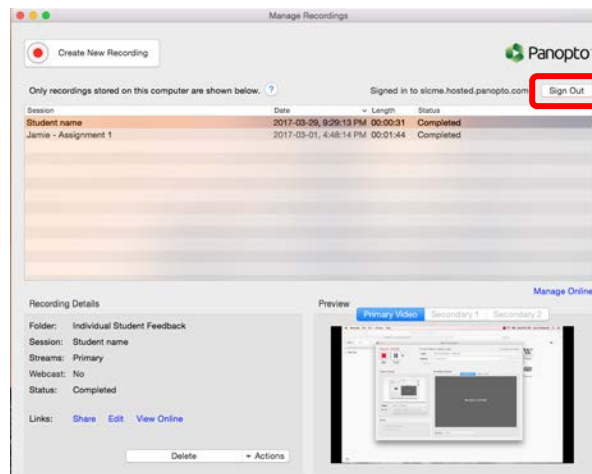 Manage Recordings
Create New Recording
Panopto
Only recordings stored on this computer are shown below. ?
Signed in to slcme.hosted.panopto.com
Sign Out
Session Date Length Status
Student name 2017-03-29, 9:29:13 PM 00:00:31 Completed
Jamie - Assignment 1 2017-03-01, 4:48:14 PM 00:01:44 Completed
Manage Online
Recording Details
Folder: Individual Student Feedback
Session: Student name
Streams: Primary
Webcast: No
Status: Completed
Links: Share Edit View Online
Delete Actions
Preview
Primary Video Secondary 1 Secondary 2